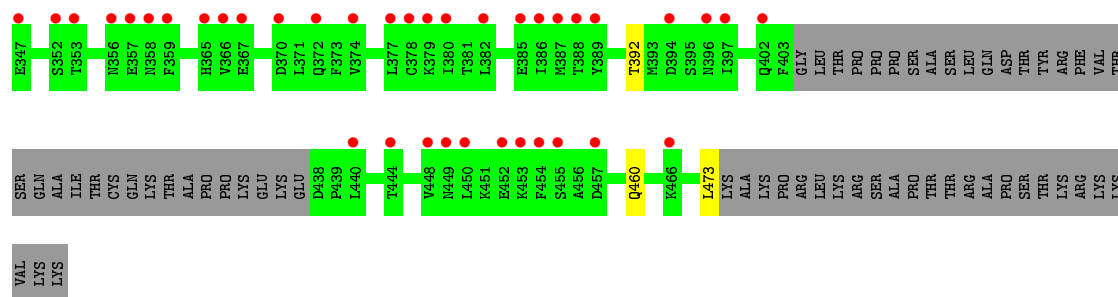 E347 S352 T353 N356 E357 N358 F359 H365 V366 E367 D370 L371 Q372 F373 V374 L377 C378 K379 I380 T381 L382 E385 I386 M387 T388 Y389 T392 M393 D394 S395 N396 I397 Q402 F403 GLY LEU THR PRO PRO PRO SER ALA SER LEU GLN ASP THR TYR ARG PHE VAL THR
SER GLN ALA ILE THR CYS GLN LYS THR ALA PRO PRO LYS GLU LYS GLU D438 P439 L440 T444 V448 N449 L450 K451 E452 K453 F454 S455 A456 D457 Q460 K466 L473 LYS ALA LYS PRO ARG LEU LYS ARG SER ALA PRO THR THR ARG ALA PRO SER THR LYS ARG LYS LYS
VAL LYS LYS